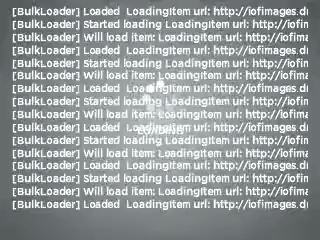 [BulkLoader] Loaded  LoadingItem url: http://iofimages.d
[BulkLoader] Started loading LoadingItem url: http://iofi
[BulkLoader] Will load item: LoadingItem url: http://iofima
[BulkLoader] Loaded  LoadingItem url: http://iofimages.d
[BulkLoader] Started loading LoadingItem url: http://iofi
[BulkLoader] Will load item: LoadingItem url: http://iofima
[BulkLoader] Loaded  LoadingItem url: http://iofimages.d
[BulkLoader] Started loading LoadingItem url: http://iofi
[BulkLoader] Will load item: LoadingItem url: http://iofima
[BulkLoader] Loaded  LoadingItem url: http://iofimages.d
[BulkLoader] Started loading LoadingItem url: http://iofi
[BulkLoader] Will load item: LoadingItem url: http://iofima
[BulkLoader] Loaded  LoadingItem url: http://iofimages.d
[BulkLoader] Started loading LoadingItem url: http://iofi
[BulkLoader] Will load item: LoadingItem url: http://iofima
[BulkLoader] Loaded  LoadingItem url: http://iofimages.d